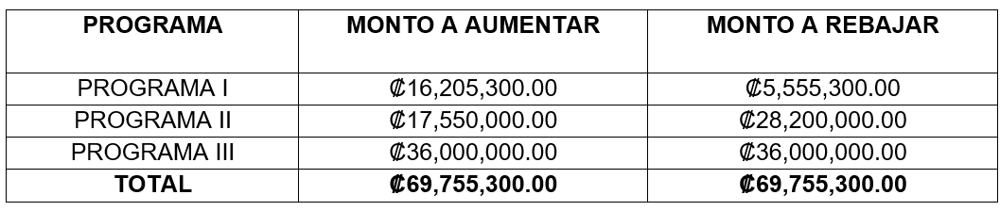 PROGRAMA MONTO A AUMENTAR MONTO A REBAJAR
PROGRAMA I ₡16,205,300.00 ₡5,555,300.00
PROGRAMA II ₡17,550,000.00 ₡28,200,000.00
PROGRAMA III ₡36,000,000.00 ₡36,000,000.00
TOTAL ₡69,755,300.00 ₡69,755,300.00